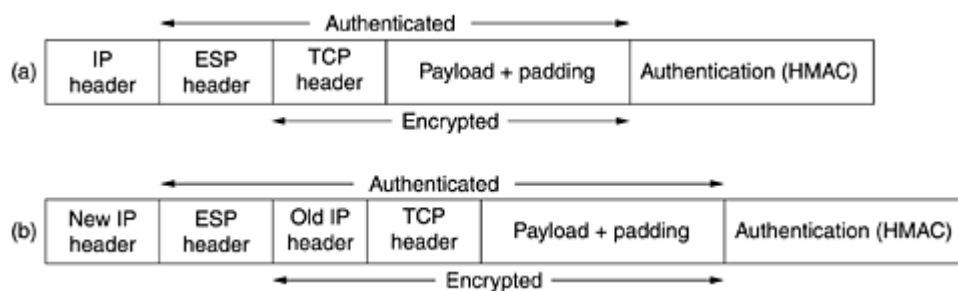 Authenticated
(a)
IP
header
ESP
header
TCP
header
Payload + padding
Authentication (HMAC)
Encrypted
Authenticated
(b)
New IP
header
ESP
header
Old IP
header
TCP
header
Payload + padding
Authentication (HMAC)
Encrypted